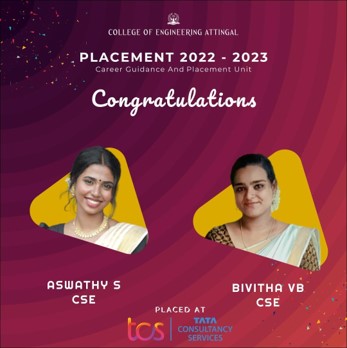 COLLEGE OF ENGINEERING ATTINGAL
PLACEMENT 2022 - 2023
Career Guidance And Placement Unit
Congratulations
ASWATHY S
CSE
BIVITHA VB
CSE
PLACED AT
tcs
TATA
CONSULTANCY
SERVICES